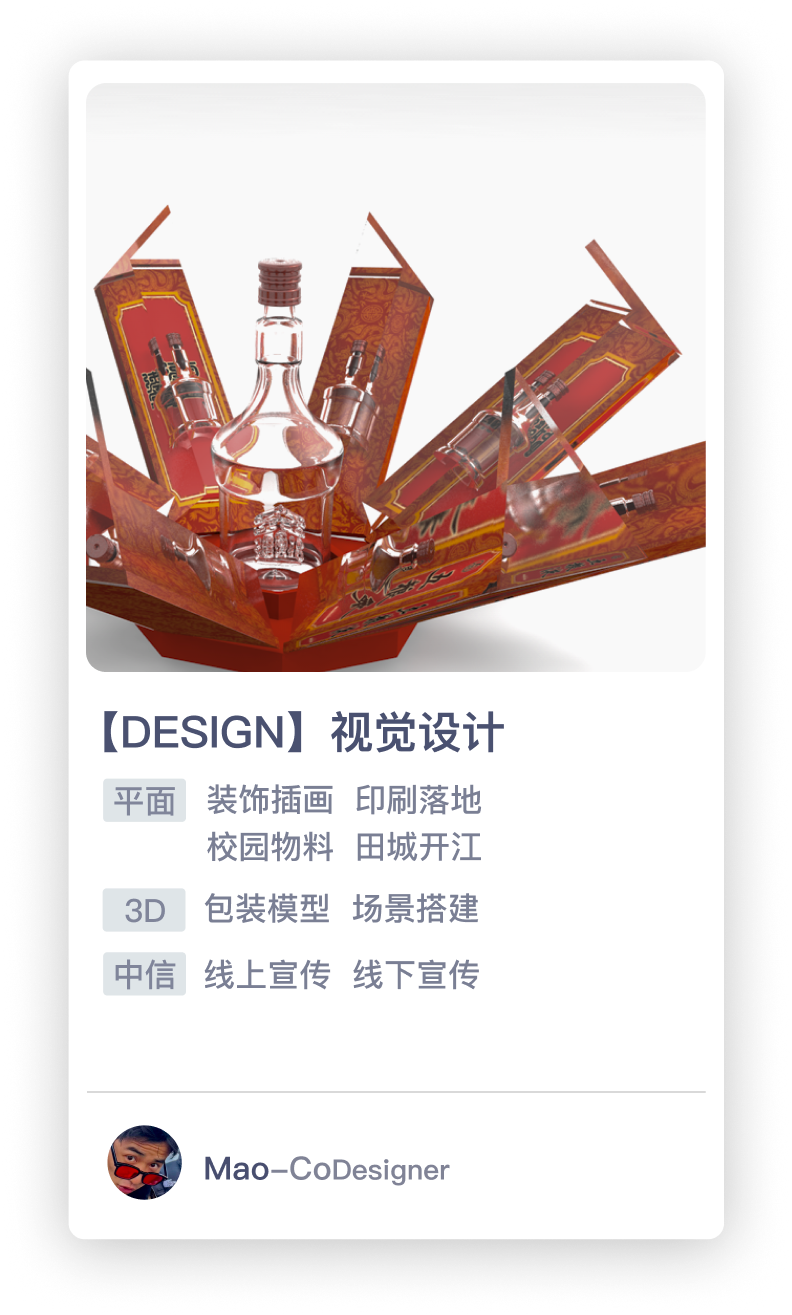 【DESIGN】视觉设计
平面 装饰插画 印刷落地
校园物料 田城开江
3D 包装模型 场景搭建
中信 线上宣传 线下宣传
Mao-CoDesigner